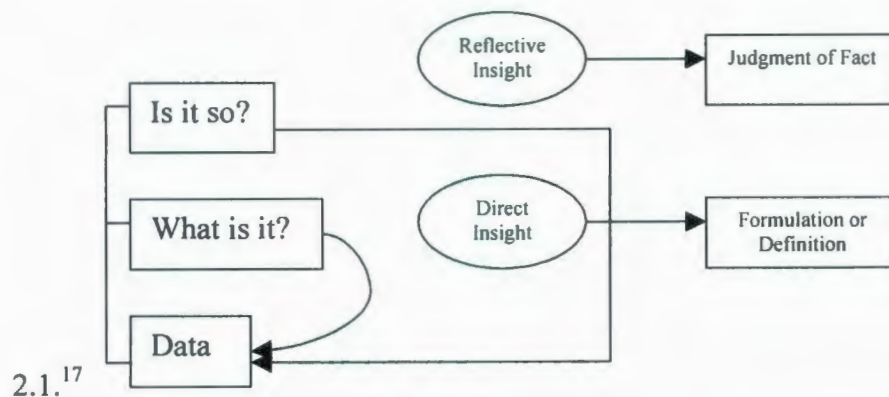 Reflective
Insight
Judgment of Fact
Is it so?
Direct
Insight
Formulation or
Definition
What is it?
Data
2.1.17